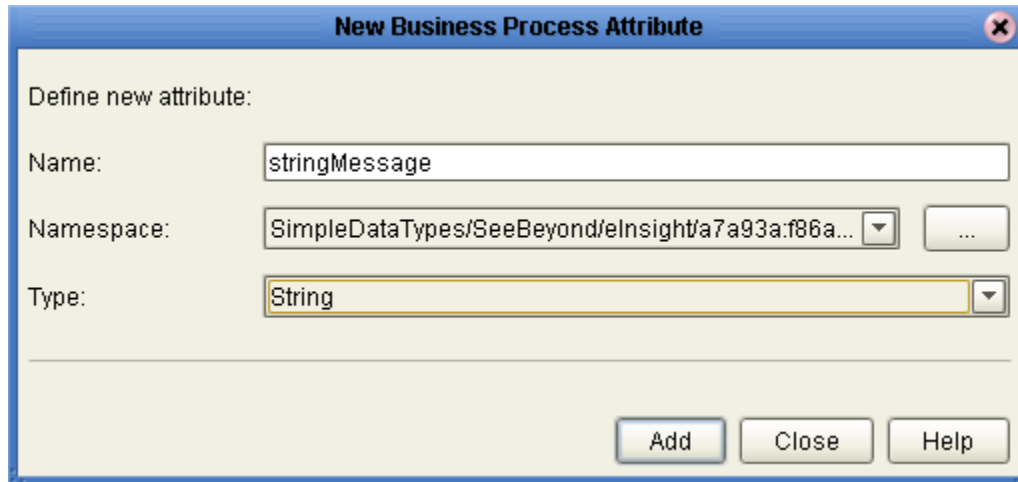 New Business Process Attribute
Define new attribute:
Name: stringMessage
Namespace: SimpleDataTypes/SeeBeyond/eInsight/a7a93a:f86a... ...
Type: String
Add Close Help